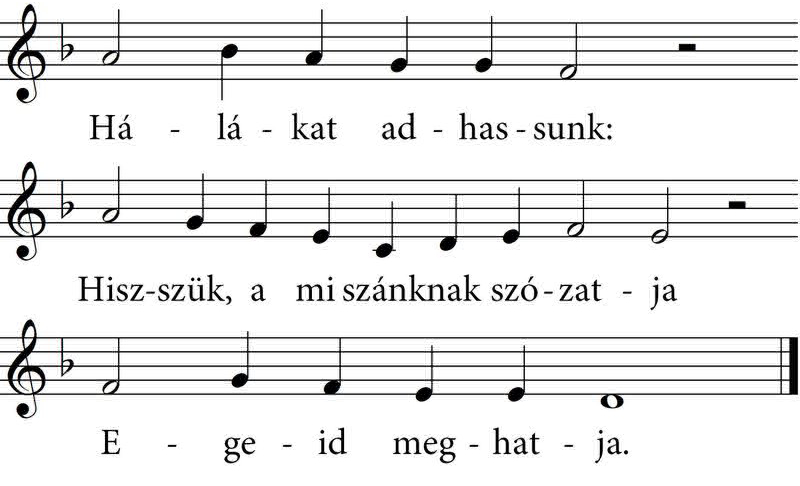 Há - lá - kat ad - has - sunk:
Hisz-szük, a mi szánknak szó - zat - ja
E - ge - id meg - hat - ja.